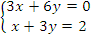 3x + 6y = 0
x + 3y = 2